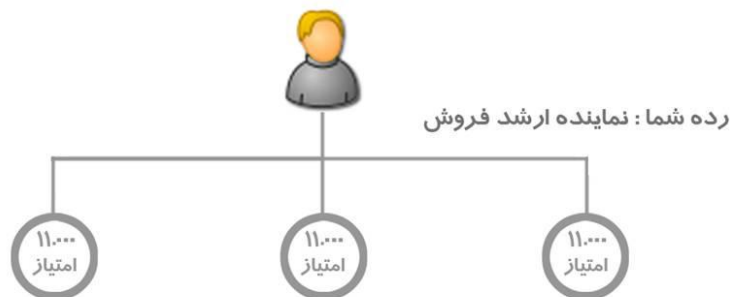 رده شما : نماینده ارشد فروش
۱۱.۰۰۰
امتیاز
۱۱.۰۰۰
امتیاز
۱۱.۰۰۰
امتیاز